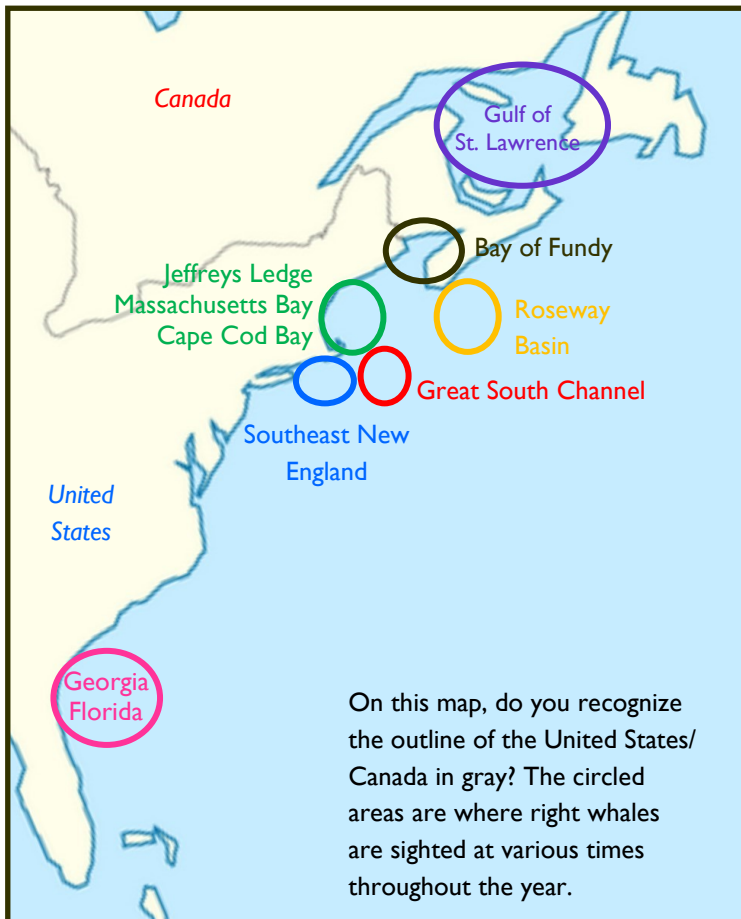 Canada
Gulf of
St. Lawrence
Bay of Fundy
Jeffreys Ledge
Massachusetts Bay
Cape Cod Bay
Roseway
Basin
Great South Channel
Southeast New
England
United
States
Georgia
Florida
On this map, do you recognize
the outline of the United States/
Canada in gray? The circled
areas are where right whales
are sighted at various times
throughout the year.